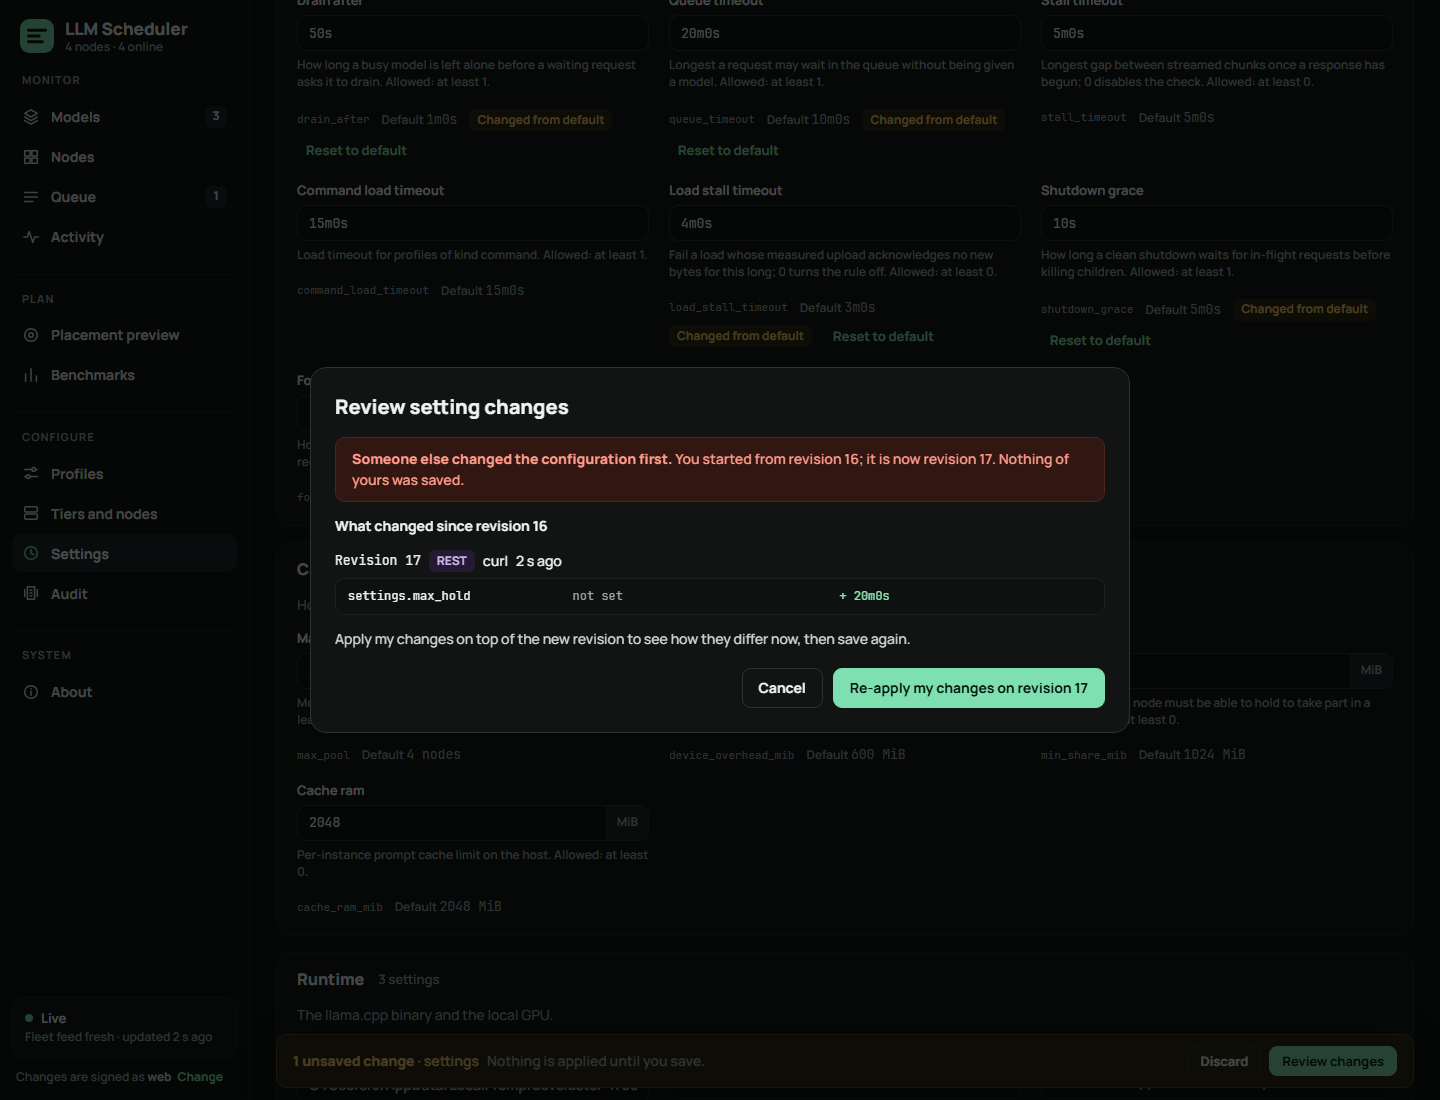 LLM Scheduler
4 nodes · 4 online
MONITOR
Models 3
Nodes
Queue 1
Activity
PLAN
Placement preview
Benchmarks
CONFIGURE
Profiles
Tiers and nodes
Settings
Audit
SYSTEM
About
Live
Fleet feed fresh · updated 2 s ago
Changes are signed as web Change
Drain after
50s
How long a busy model is left alone before a waiting request
asks it to drain. Allowed: at least 1.
drain_after Default 1m0s Changed from default
Reset to default
Queue timeout
20m0s
Longest a request may wait in the queue without being given
a model. Allowed: at least 1.
queue_timeout Default 10m0s Changed from default
Reset to default
Stall timeout
5m0s
Longest gap between streamed chunks once a response has
begun; 0 disables the check. Allowed: at least 0.
stall_timeout Default 5m0s
Command load timeout
15m0s
Load timeout for profiles of kind command. Allowed: at least 1.
command_load_timeout Default 15m0s
Load stall timeout
4m0s
Fail a load whose measured upload acknowledges no new
bytes for this long; 0 turns the rule off. Allowed: at least 0.
load_stall_timeout Default 3m0s
Changed from default Reset to default
Shutdown grace
10s
How long a clean shutdown waits for in-flight requests before
killing children. Allowed: at least 1.
shutdown_grace Default 5m0s Changed from default
Reset to default
Review setting changes
Someone else changed the configuration first. You started from revision 16; it is now revision 17. Nothing of
yours was saved.
What changed since revision 16
Revision 17 REST curl 2 s ago
settings.max_hold not set + 20m0s
Apply my changes on top of the new revision to see how they differ now, then save again.
Cancel
Re-apply my changes on revision 17
MiB
node must be able to hold to take part in a
least 0.
max_pool Default 4 nodes
device_overhead_mib Default 600 MiB
min_share_mib Default 1024 MiB
Cache ram
2048 MiB
Per-instance prompt cache limit on the host. Allowed: at least
0.
cache_ram_mib Default 2048 MiB
Runtime 3 settings
The llama.cpp binary and the local GPU.
1 unsaved change · settings Nothing is applied until you save.
Discard
Review changes